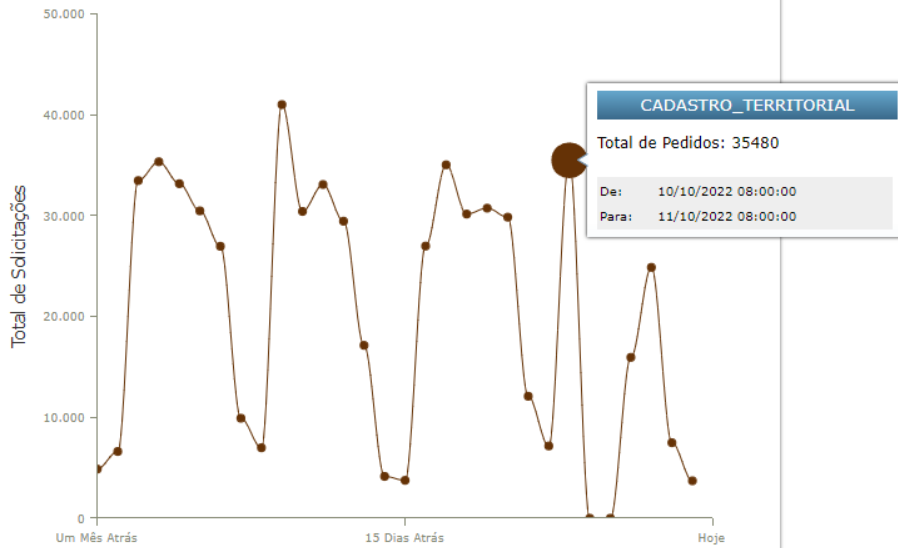 50.000
40.000
30.000
20.000
10.000
0
Total de Solicitações
Um Mês Atrás
15 Dias Atrás
Hoje
CADASTRO_TERRITORIAL
Total de Pedidos: 35480
De: 10/10/2022 08:00:00
Para: 11/10/2022 08:00:00